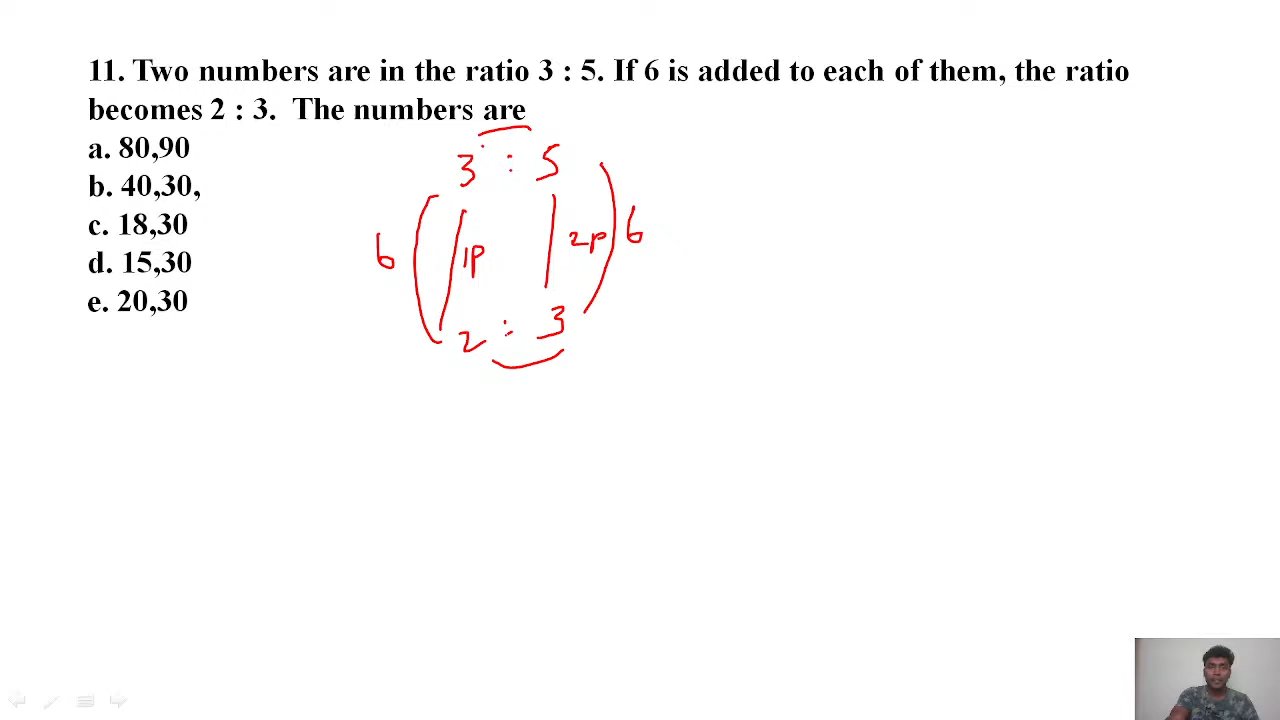 11. Two numbers are in the ratio 3 : 5. If 6 is added to each of them, the ratio
becomes 2 : 3. The numbers are
a. 80,90
b. 40,30,
c. 18,30
d. 15,30
e. 20,30
3 : 5
6 1p 2p 6
2 : 3